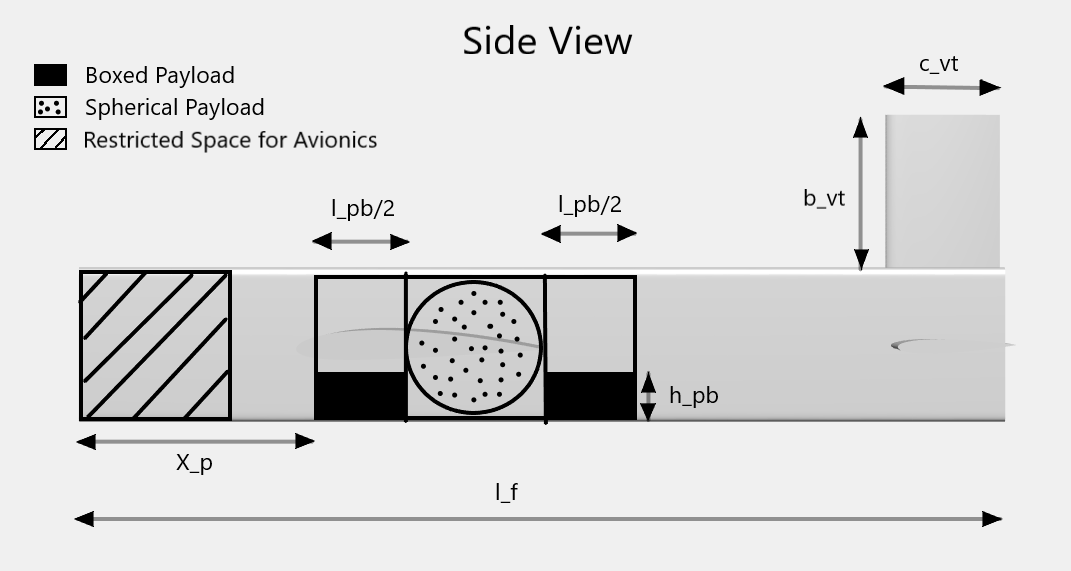 Side View
Boxed Payload
Spherical Payload
Restricted Space for Avionics
c_vt
b_vt
l_pb/2
l_pb/2
h_pb
X_p
l_f